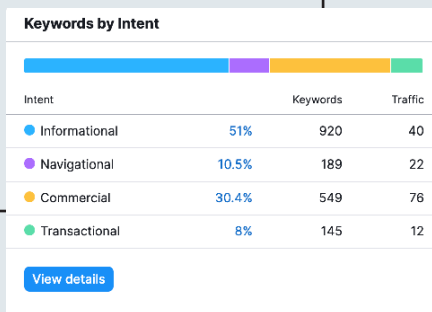 Keywords by Intent
Intent Keywords Traffic
Informational 51% 920 40
Navigational 10.5% 189 22
Commercial 30.4% 549 76
Transactional 8% 145 12
View details